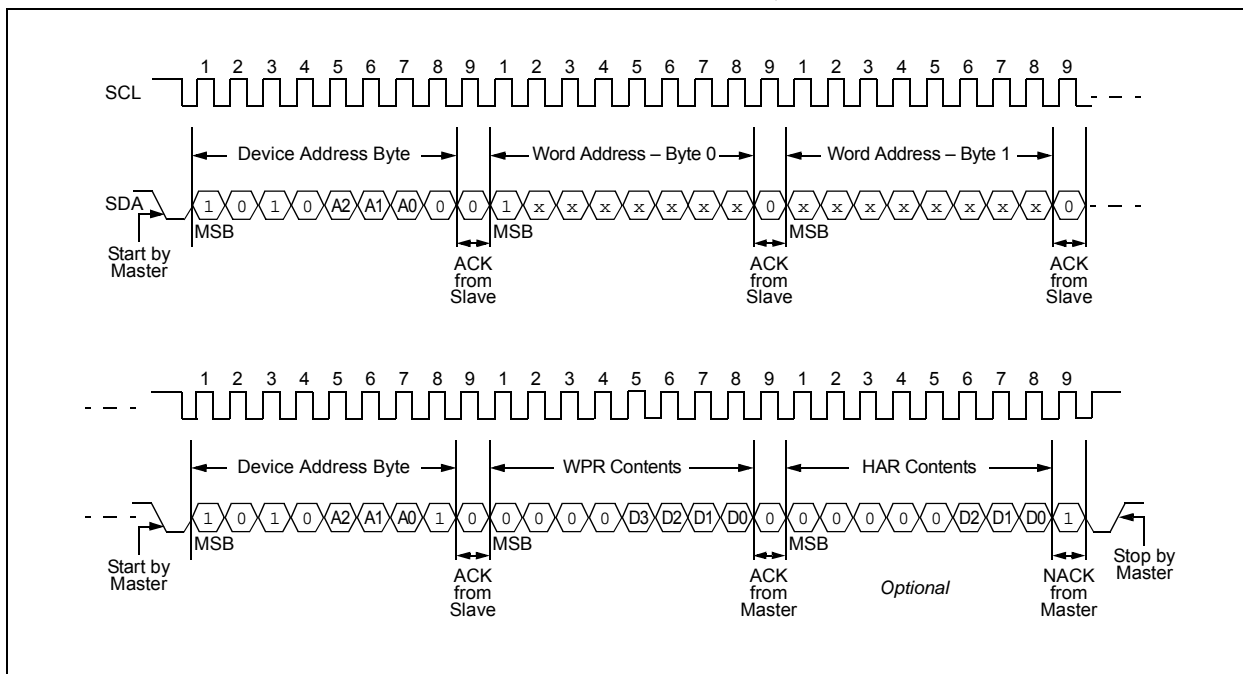 1 2 3 4 5 6 7 8 9 1 2 3 4 5 6 7 8 9 1 2 3 4 5 6 7 8 9
SCL
Device Address Byte Word Address – Byte 0 Word Address – Byte 1
SDA 1 0 1 0 A2 A1 A0 0 0 1 x x x x x x x 0 x x x x x x x x 0
MSB MSB MSB
Start by
Master
ACK
from
Slave
ACK
from
Slave
ACK
from
Slave
1 2 3 4 5 6 7 8 9 1 2 3 4 5 6 7 8 9 1 2 3 4 5 6 7 8 9
Device Address Byte WPR Contents HAR Contents
1 0 1 0 A2 A1 A0 1 0 0 0 0 0 D3 D2 D1 D0 0 0 0 0 0 0 D2 D1 D0 1
MSB MSB MSB
Start by
Master
ACK
from
Slave
ACK
from
Master
Optional
NACK
from
Master
Stop by
Master